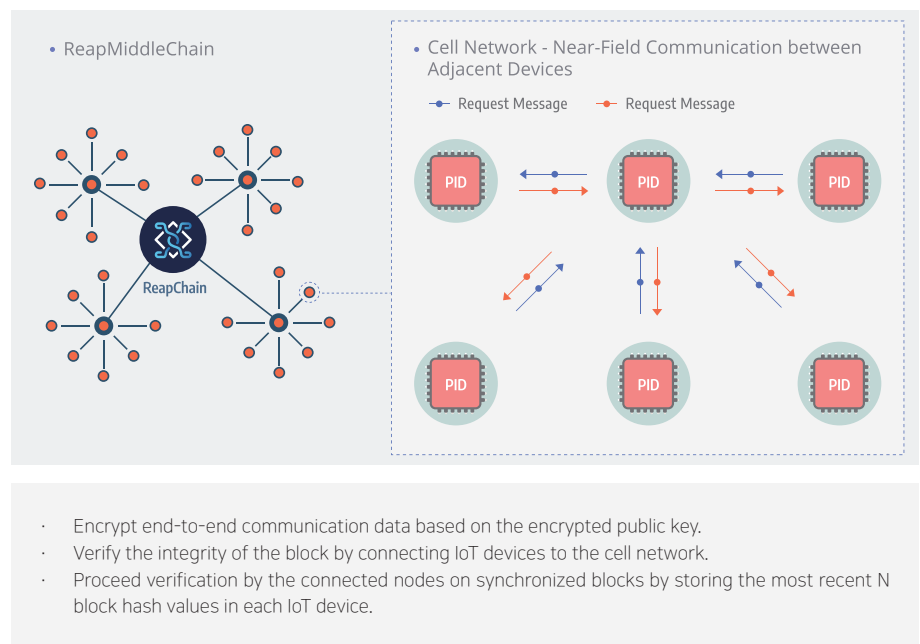 • ReapMiddleChain
• Cell Network - Near-Field Communication between
Adjacent Devices
Request Message
Request Message
PID
PID
PID
ReapChain
PID
PID
PID
· Encrypt end-to-end communication data based on the encrypted public key.
· Verify the integrity of the block by connecting IoT devices to the cell network.
· Proceed verification by the connected nodes on synchronized blocks by storing the most recent N
block hash values in each IoT device.